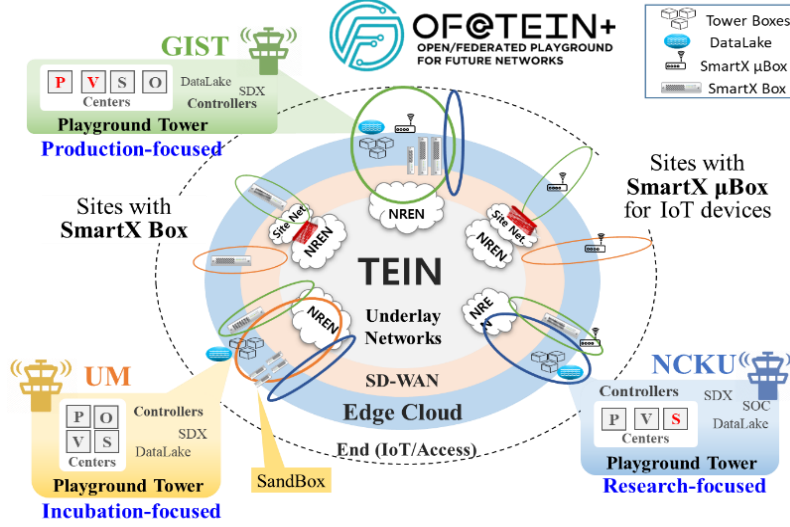 OF@TEIN+
OPEN/FEDERATED PLAYGROUND
FOR FUTURE NETWORKS
Tower Boxes
DataLake
SmartX μBox
SmartX Box
GIST
P V S O
Centers
DataLake
SDX
Controllers
Playground Tower
Production-focused
Sites with
SmartX Box
Sites with
SmartX μBox
for IoT devices
NREN
Site Net.
NREN
Site Net.
NREN
TEIN
Underlay
Networks
NREN
NRE
N
SD-WAN
Edge Cloud
End (IoT/Access)
SandBox
UM
P O
V S
Centers
Controllers
SDX
DataLake
Playground Tower
Incubation-focused
NCKU
Controllers
SDX
SOC
P V S
DataLake
Centers
Playground Tower
Research-focused